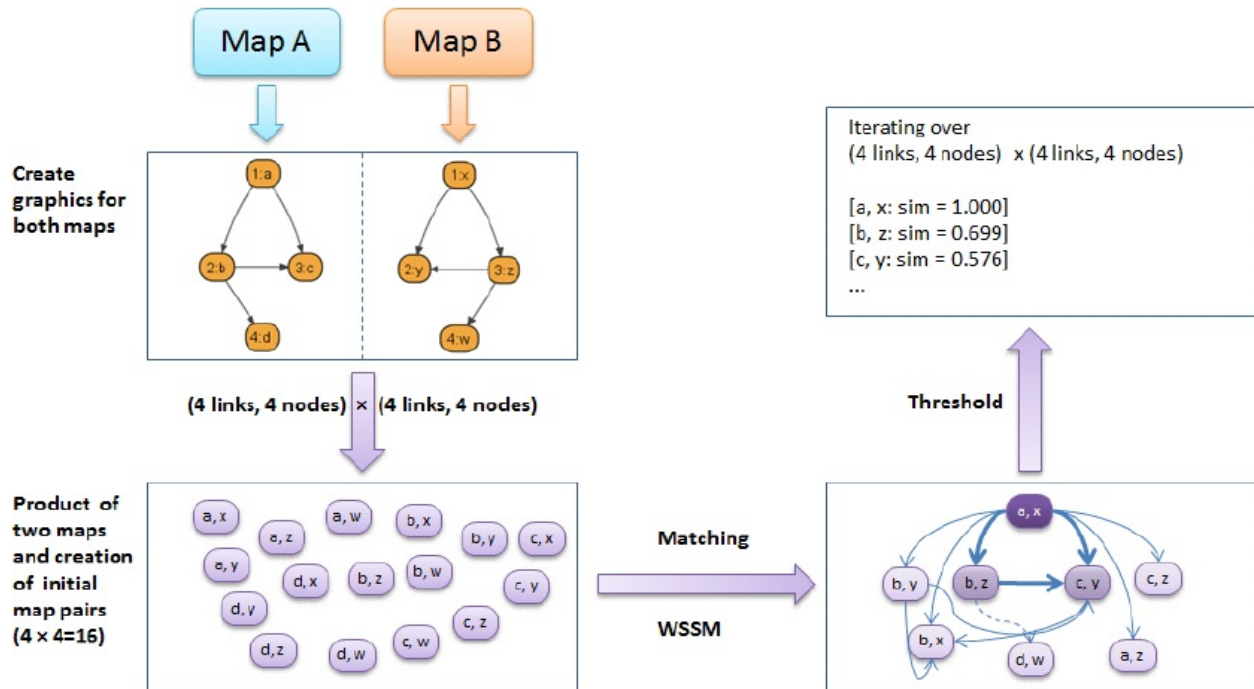 Map A
Map B
Create
graphics for
both maps
1:a
2:b
3:c
4:d
1:x
2:y
3:z
4:w
(4 links, 4 nodes) × (4 links, 4 nodes)
Product of
two maps
and creation
of initial
map pairs
(4 × 4=16)
a, x
a, z
a, w
b, x
b, y
c, x
a, y
d, x
b, z
b, w
c, y
d, y
c, z
d, z
d, w
c, w
Matching
WSSM
a, x
b, y
b, z
c, y
c, z
b, x
d, w
a, z
Threshold
Iterating over
(4 links, 4 nodes) x (4 links, 4 nodes)
[a, x: sim = 1.000]
[b, z: sim = 0.699]
[c, y: sim = 0.576]
...